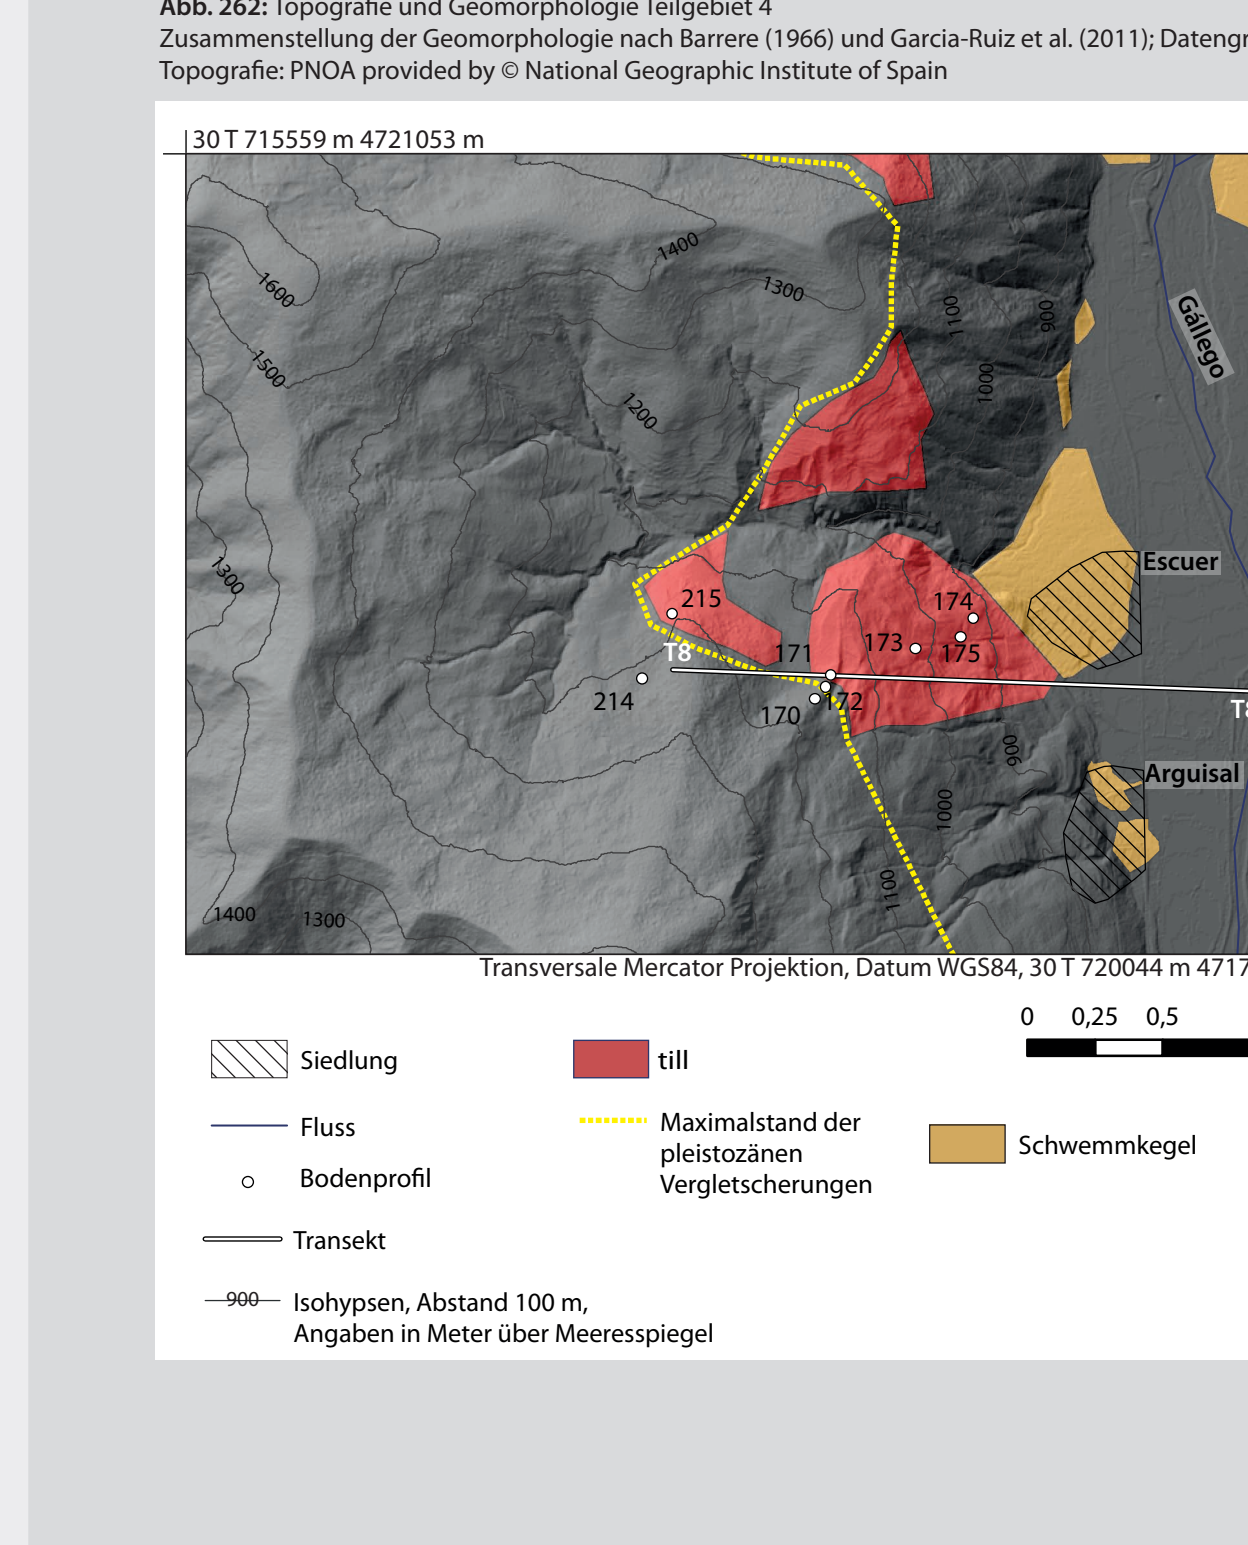 Abb. 262: Topografie und Geomorphologie Teilgebiet 4
Zusammenstellung der Geomorphologie nach Barrere (1966) und Garcia-Ruiz et al. (2011); Datengr
Topografie: PNOA provided by © National Geographic Institute of Spain
30 T 715559 m 4721053 m
1400
1600
1300
1100
900
Gállego
1500
1000
1200
1300
Escuer
215
174
T8
171
173
175
214
172
170
T8
900
Arguisal
1000
1100
1400
1300
Transversale Mercator Projektion, Datum WGS84, 30 T 720044 m 4717
0 0,25 0,5
Siedlung
till
Fluss
Maximalstand der
pleistozänen
Vergletscherungen
Schwemmkegel
Bodenprofil
Transekt
900
Isohypsen, Abstand 100 m,
Angaben in Meter über Meeresspiegel